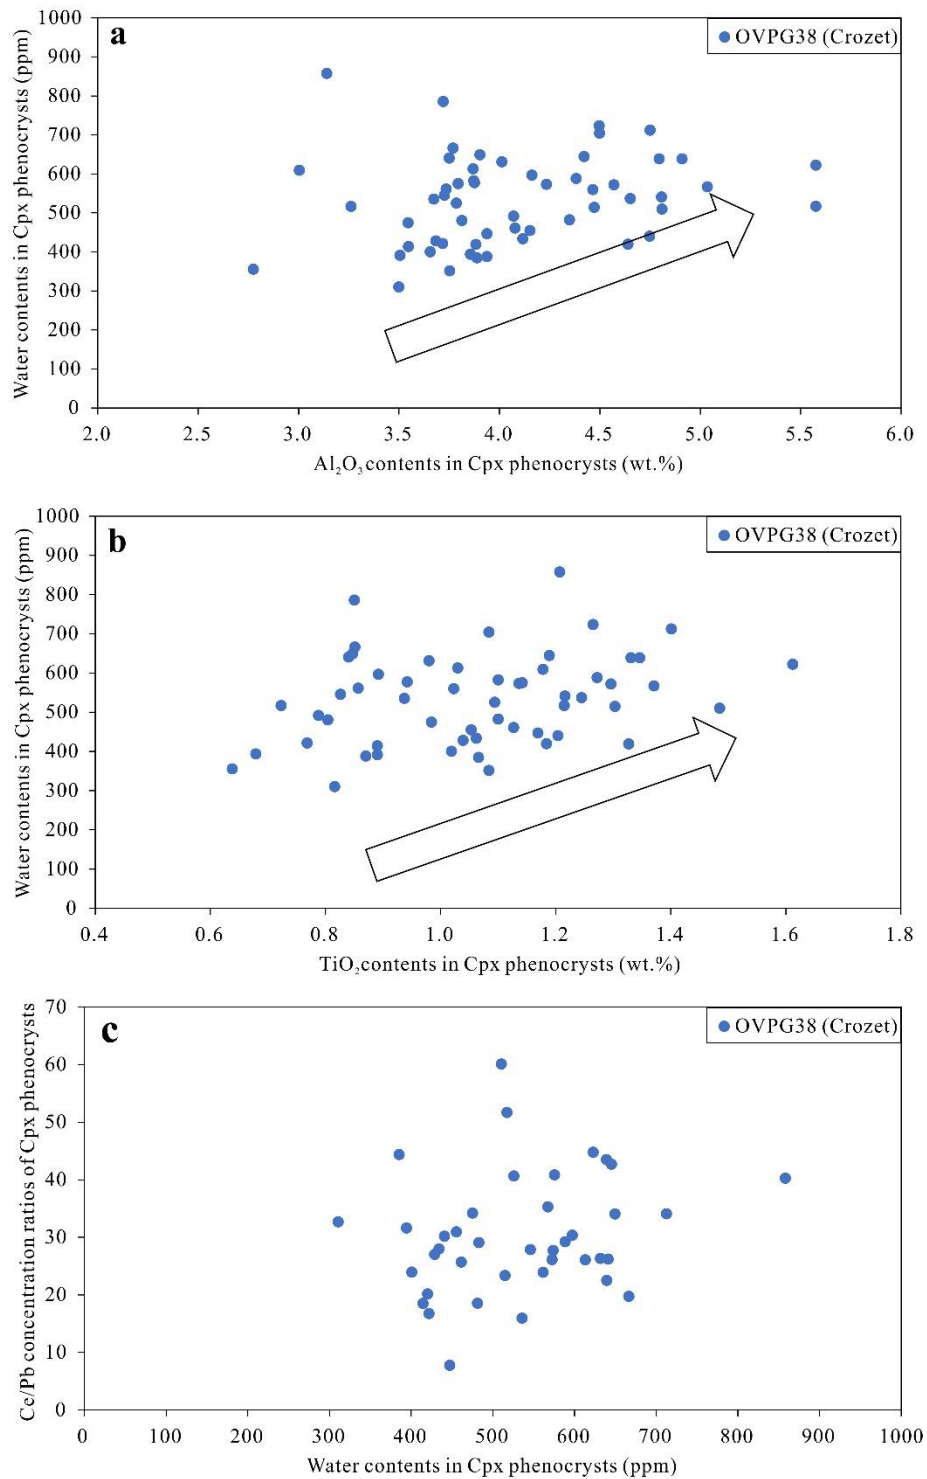 a
OVPG38 (Crozet)
Water contents in Cpx phenocrysts (ppm)
1000
900
800
700
600
500
400
300
200
100
0
2.0 2.5 3.0 3.5 4.0 4.5 5.0 5.5 6.0
Al₂O₃ contents in Cpx phenocrysts (wt.%)
b
OVPG38 (Crozet)
Water contents in Cpx phenocrysts (ppm)
1000
900
800
700
600
500
400
300
200
100
0
0.4 0.6 0.8 1.0 1.2 1.4 1.6 1.8
TiO₂ contents in Cpx phenocrysts (wt.%)
c
OVPG38 (Crozet)
Ce/Pb concentration ratios of Cpx phenocrysts
70
60
50
40
30
20
10
0
0 100 200 300 400 500 600 700 800 900 1000
Water contents in Cpx phenocrysts (ppm)